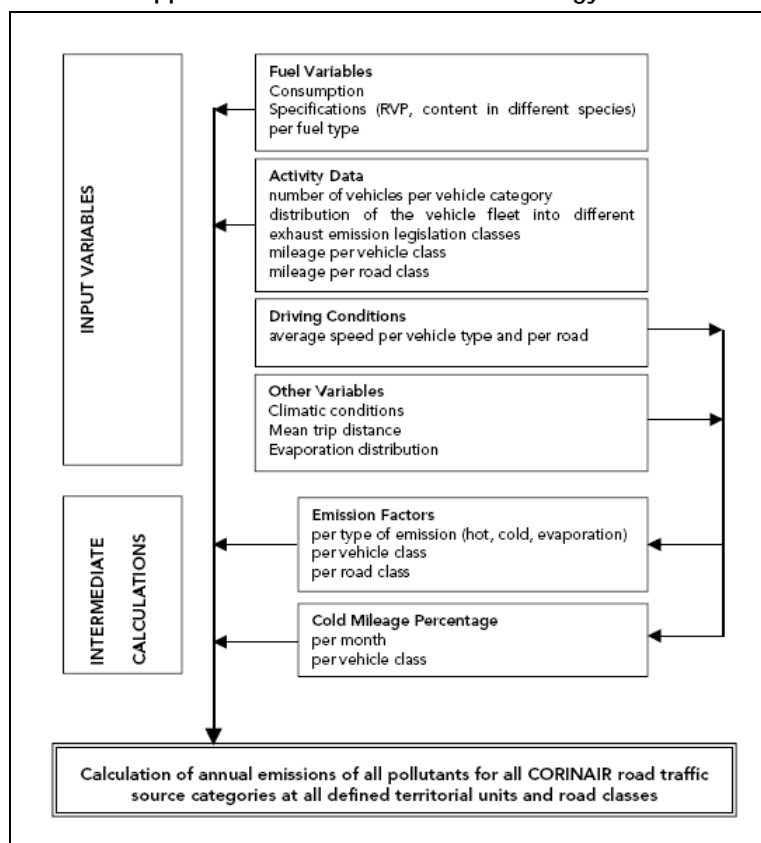 Fuel Variables
Consumption
Specifications (RVP, content in different species)
per fuel type
Activity Data
number of vehicles per vehicle category
distribution of the vehicle fleet into different
exhaust emission legislation classes
mileage per vehicle class
mileage per road class
INPUT VARIABLES
Driving Conditions
average speed per vehicle type and per road
Other Variables
Climatic conditions
Mean trip distance
Evaporation distribution
Emission Factors
per type of emission (hot, cold, evaporation)
per vehicle class
per road class
INTERMEDIATE
CALCULATIONS
Cold Mileage Percentage
per month
per vehicle class
Calculation of annual emissions of all pollutants for all CORINAIR road traffic
source categories at all defined territorial units and road classes